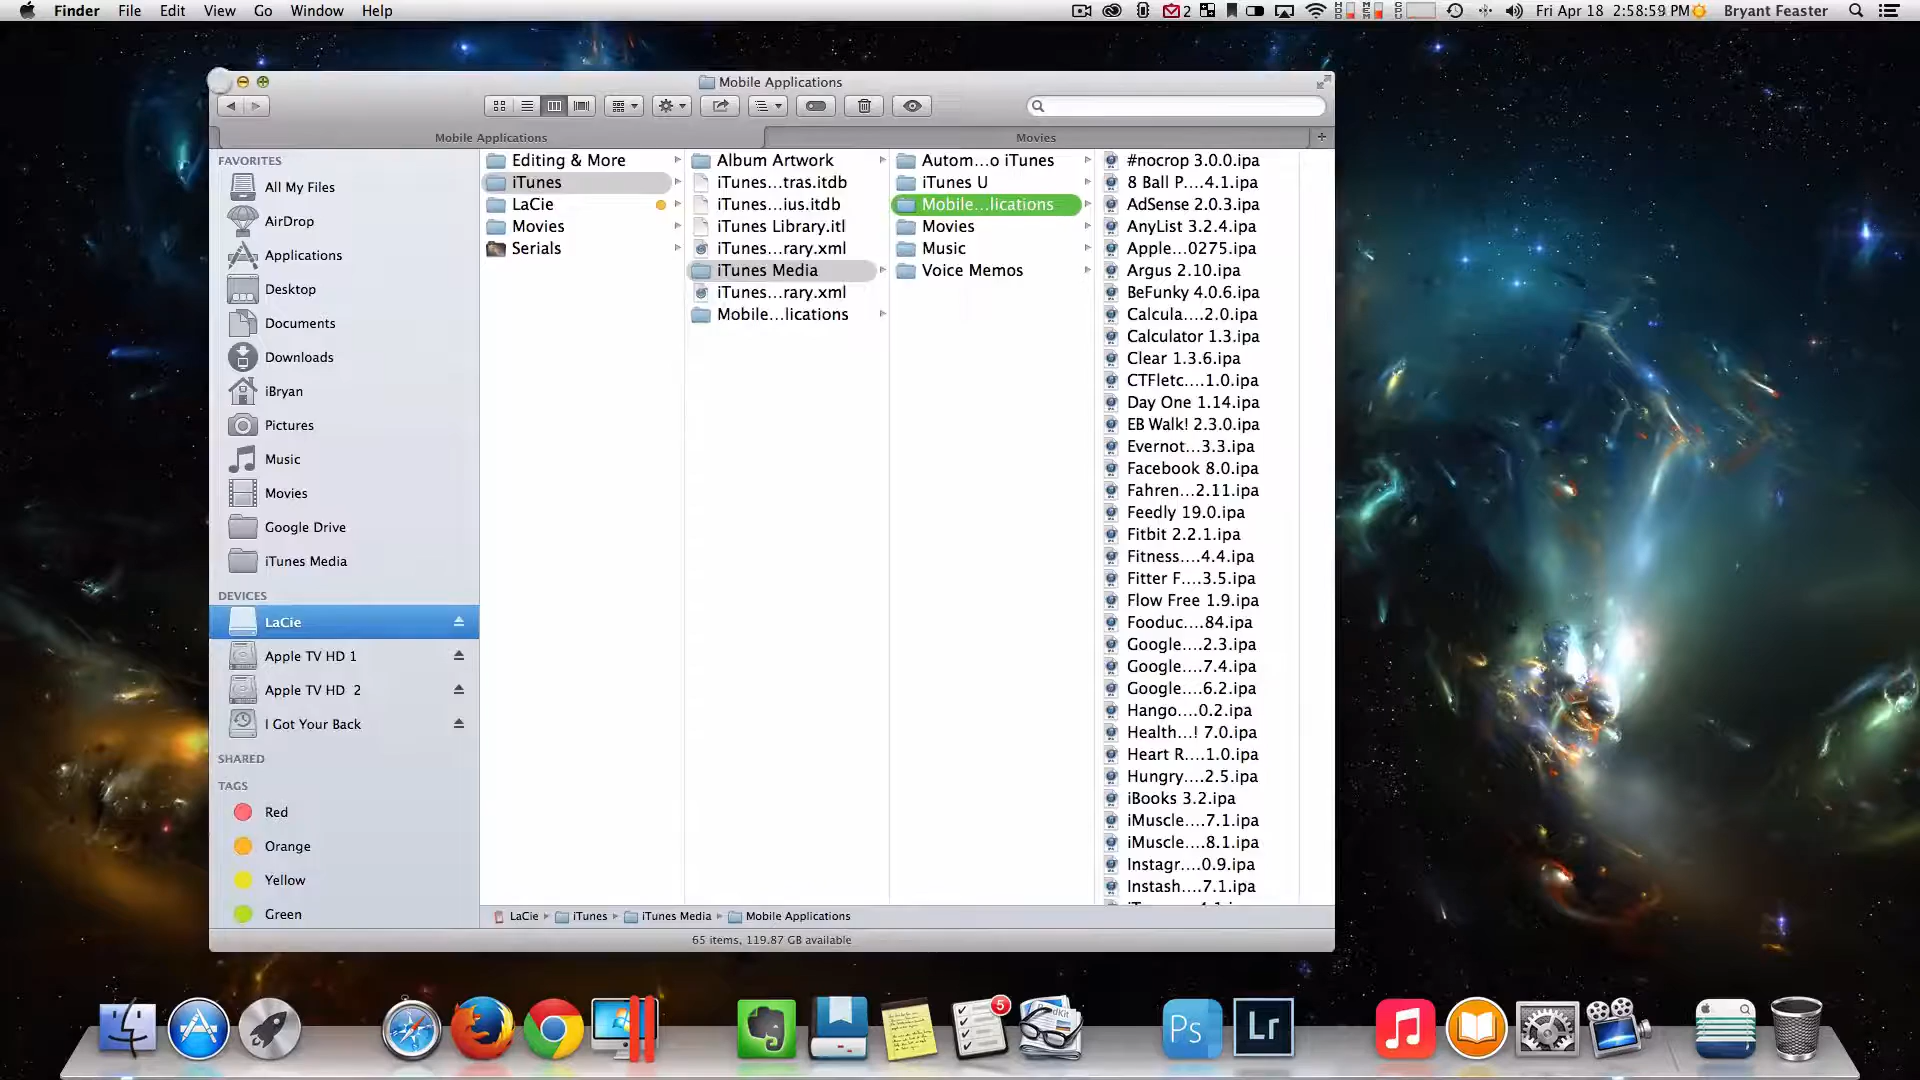 Finder File Edit View Go Window Help
2
Fri Apr 18 2:58:59 PM
Bryant Feaster
Mobile Applications
Mobile Applications
Movies
+
FAVORITES
All My Files
AirDrop
Applications
Desktop
Documents
Downloads
iBryan
Pictures
Music
Movies
Google Drive
iTunes Media
DEVICES
LaCie
Apple TV HD 1
Apple TV HD 2
I Got Your Back
SHARED
TAGS
Red
Orange
Yellow
Green
Editing & More
iTunes
LaCie
Movies
Serials
Album Artwork
iTunes...tras.itdb
iTunes...ius.itdb
iTunes Library.itl
iTunes...rary.xml
iTunes Media
iTunes...rary.xml
Mobile...lications
Autom...o iTunes
iTunes U
Mobile...lications
Movies
Music
Voice Memos
#nocrop 3.0.0.ipa
8 Ball P....4.1.ipa
AdSense 2.0.3.ipa
AnyList 3.2.4.ipa
Apple...0275.ipa
Argus 2.10.ipa
BeFunky 4.0.6.ipa
Calcula....2.0.ipa
Calculator 1.3.ipa
Clear 1.3.6.ipa
CTFletc....1.0.ipa
Day One 1.14.ipa
EB Walk! 2.3.0.ipa
Evernot...3.3.ipa
Facebook 8.0.ipa
Fahren...2.11.ipa
Feedly 19.0.ipa
Fitbit 2.2.1.ipa
Fitness....4.4.ipa
Fitter F....3.5.ipa
Flow Free 1.9.ipa
Fooduc....84.ipa
Google....2.3.ipa
Google....7.4.ipa
Google....6.2.ipa
Hango....0.2.ipa
Health...! 7.0.ipa
Heart R....1.0.ipa
Hungry....2.5.ipa
iBooks 3.2.ipa
iMuscle....7.1.ipa
iMuscle....8.1.ipa
Instagr....0.9.ipa
Instash....7.1.ipa
LaCie iTunes iTunes Media Mobile Applications
65 items, 119.87 GB available
5
Ps
Lr